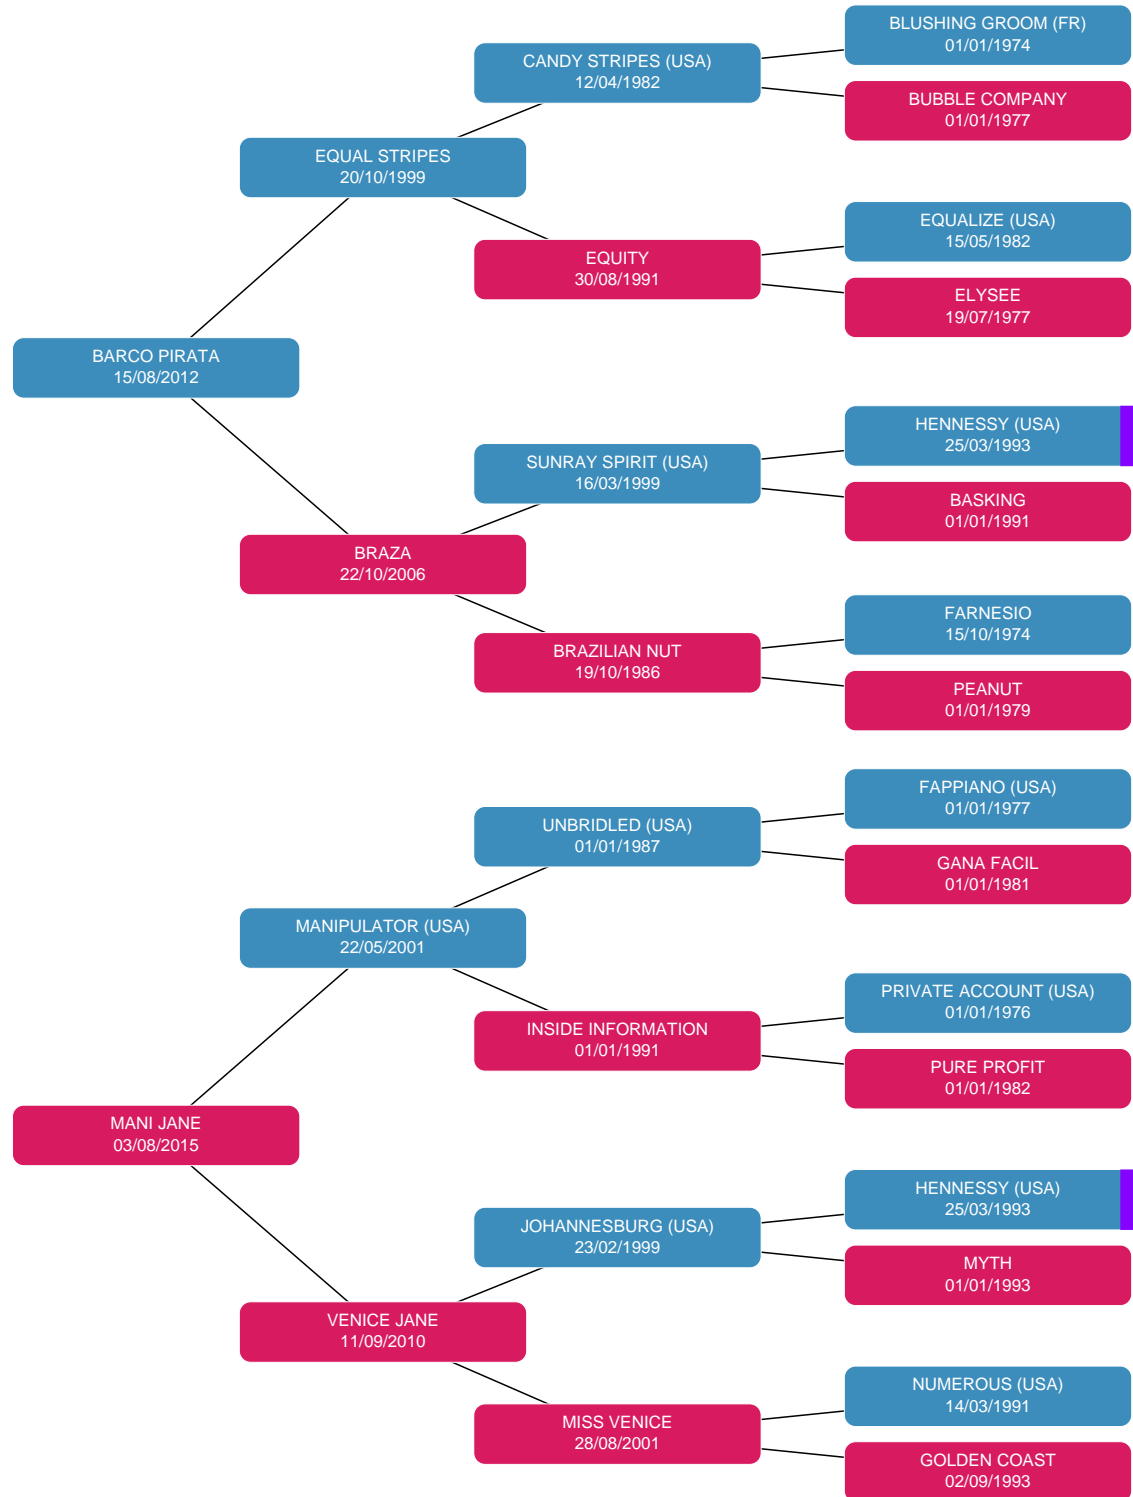 BLUSHING GROOM (FR)
01/01/1974
CANDY STRIPES (USA)
12/04/1982
BUBBLE COMPANY
01/01/1977
EQUAL STRIPES
20/10/1999
EQUALIZE (USA)
15/05/1982
EQUITY
30/08/1991
ELYSEE
19/07/1977
BARCO PIRATA
15/08/2012
HENNESSY (USA)
25/03/1993
SUNRAY SPIRIT (USA)
16/03/1999
BASKING
01/01/1991
BRAZA
22/10/2006
FARNESIO
15/10/1974
BRAZILIAN NUT
19/10/1986
PEANUT
01/01/1979
FAPPIANO (USA)
01/01/1977
UNBRIDLED (USA)
01/01/1987
GANA FACIL
01/01/1981
MANIPULATOR (USA)
22/05/2001
PRIVATE ACCOUNT (USA)
01/01/1976
INSIDE INFORMATION
01/01/1991
PURE PROFIT
01/01/1982
MANI JANE
03/08/2015
HENNESSY (USA)
25/03/1993
JOHANNESBURG (USA)
23/02/1999
MYTH
01/01/1993
VENICE JANE
11/09/2010
NUMEROUS (USA)
14/03/1991
MISS VENICE
28/08/2001
GOLDEN COAST
02/09/1993